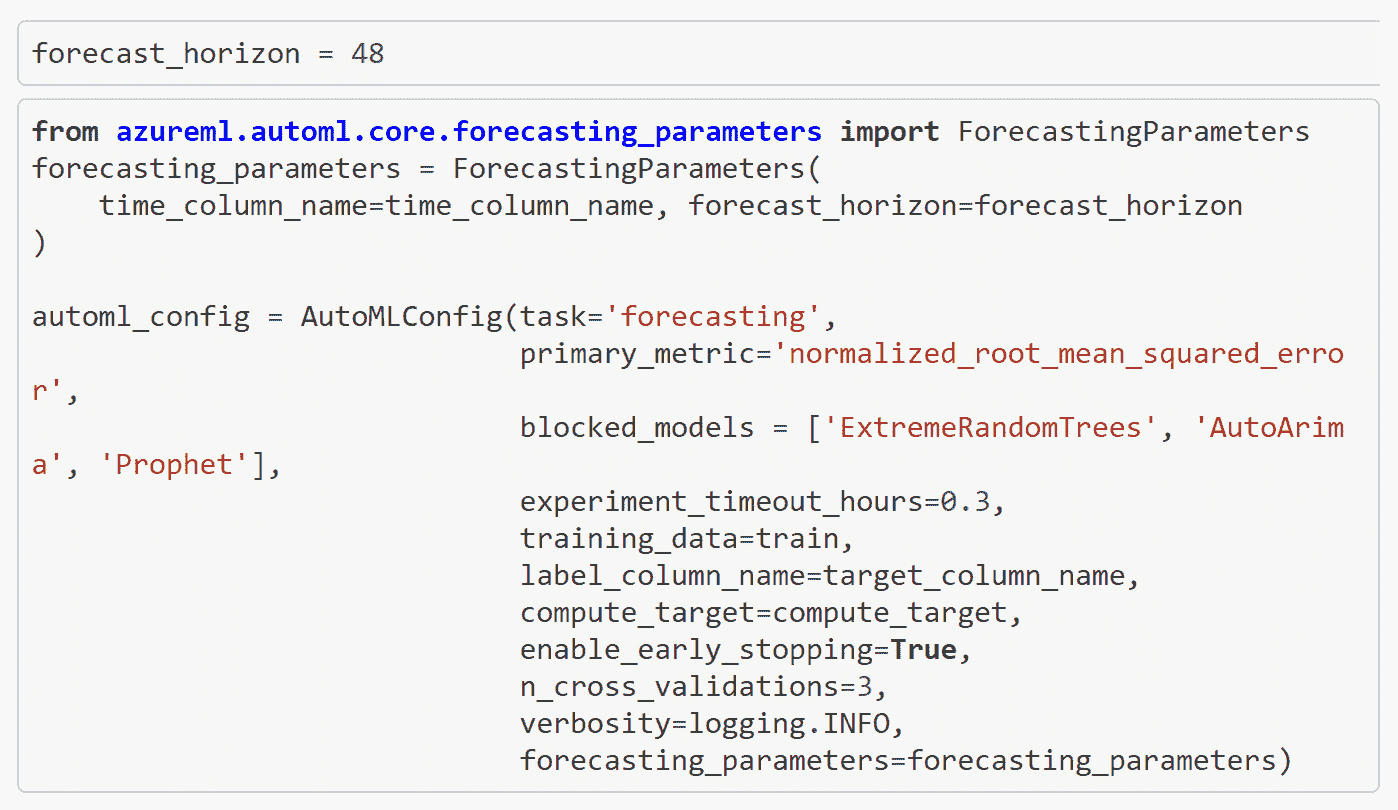 forecast_horizon = 48
from azureml.automl.core.forecasting_parameters import ForecastingParameters
forecasting_parameters = ForecastingParameters(
    time_column_name=time_column_name, forecast_horizon=forecast_horizon
)
automl_config = AutoMLConfig(task='forecasting',
                             primary_metric='normalized_root_mean_squared_erro
r',
                             blocked_models = ['ExtremeRandomTrees', 'AutoArim
a', 'Prophet'],
                             experiment_timeout_hours=0.3,
                             training_data=train,
                             label_column_name=target_column_name,
                             compute_target=compute_target,
                             enable_early_stopping=True,
                             n_cross_validations=3,
                             verbosity=logging.INFO,
                             forecasting_parameters=forecasting_parameters)